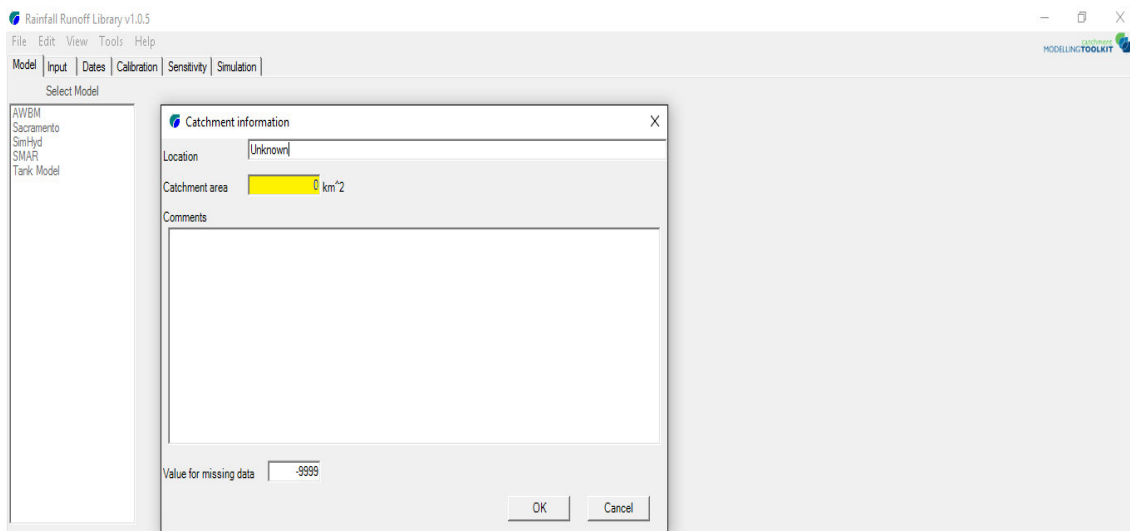 Rainfall Runoff Library v1.0.5
File Edit View Tools Help
catchment
MODELLINGTOOLKIT
Model Input Dates Calibration Sensitivity Simulation
Select Model
AWBM
Sacramento
SimHyd
SMAR
Tank Model
Catchment information
Location Unknown
Catchment area 0 km^2
Comments
Value for missing data -9999
OK Cancel